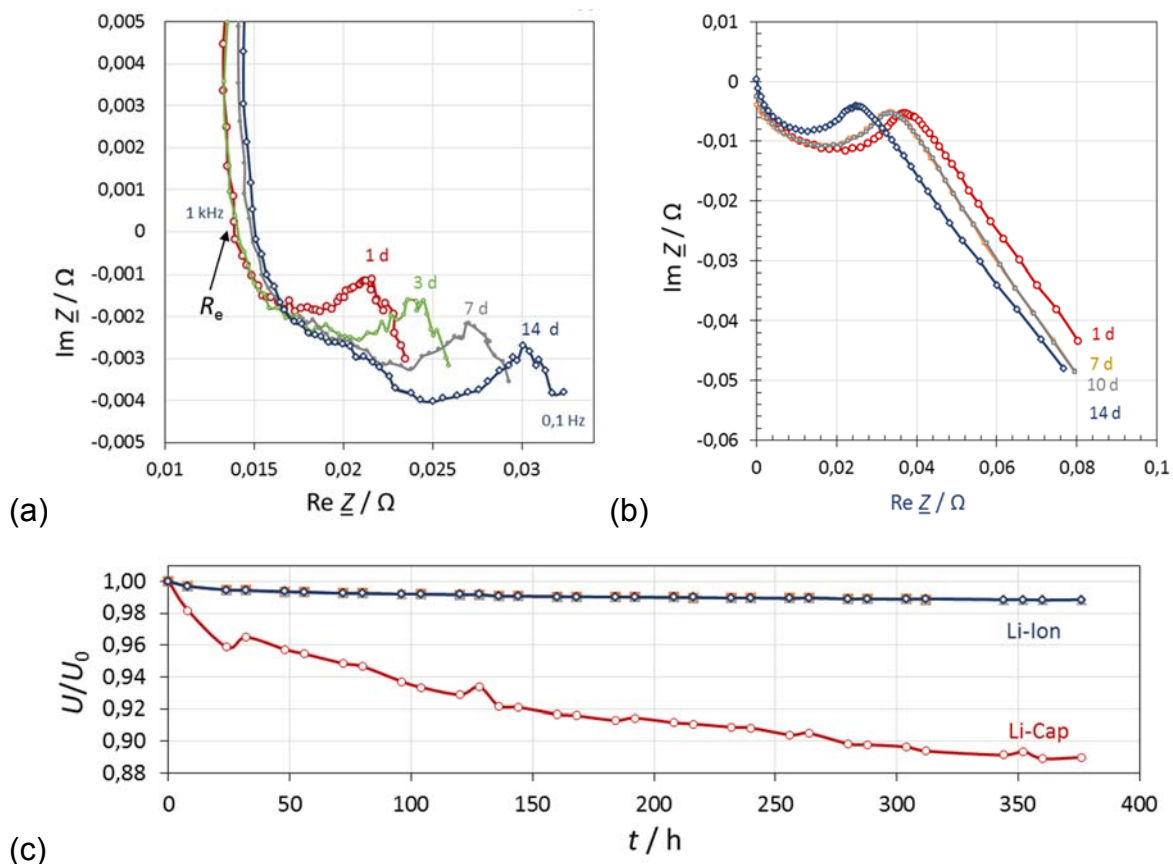 0,005
0,004
0,003
0,002
0,001
0
-0,001
-0,002
-0,003
-0,004
-0,005
Im Z / Ω
1 kHz
Re
1 d
3 d
7 d
14 d
0,1 Hz
0,01
0,015
0,02
0,025
0,03
Re Z / Ω
(a)
0,01
0
-0,01
-0,02
-0,03
-0,04
-0,05
-0,06
Im Z / Ω
1 d
7 d
10 d
14 d
0
0,02
0,04
0,06
0,08
0,1
Re Z / Ω
(b)
1,00
0,98
0,96
0,94
0,92
0,90
0,88
U/U0
Li-Ion
Li-Cap
0
50
100
150
200
250
300
350
400
t / h
(c)